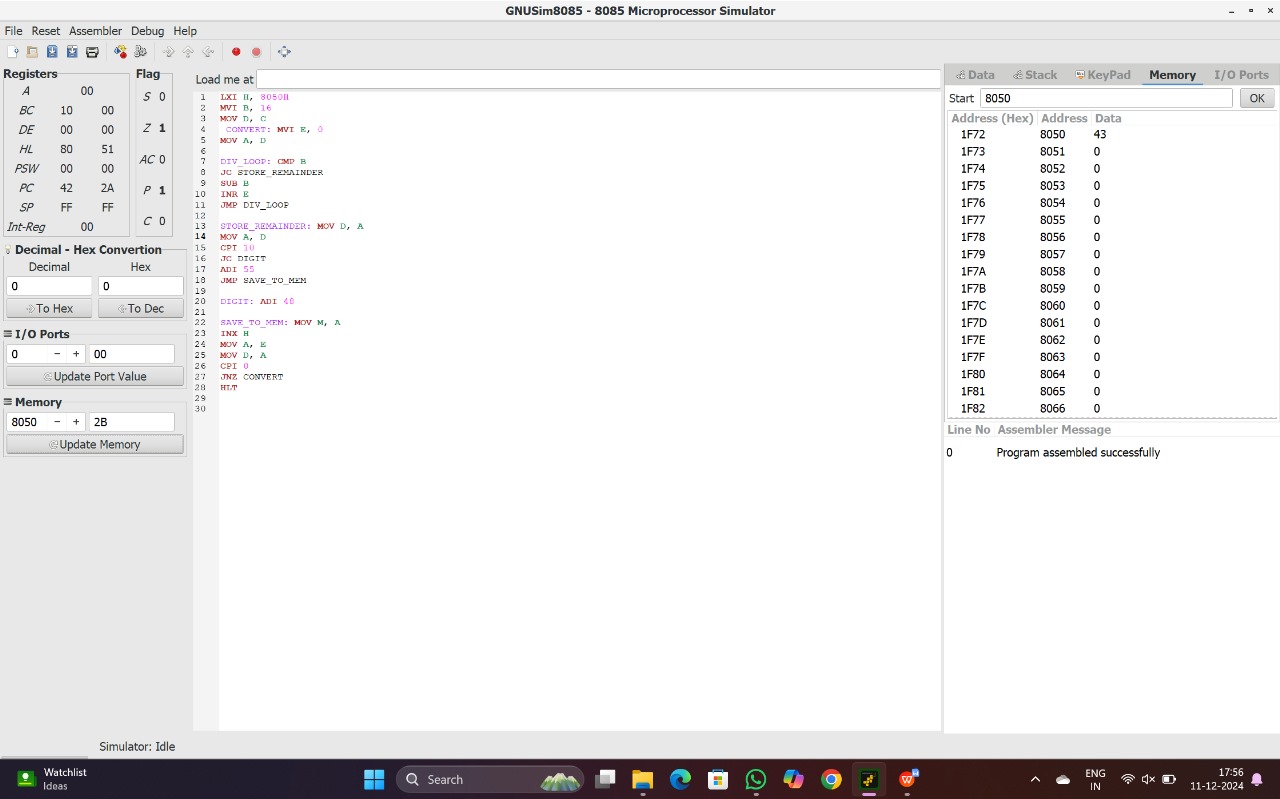 GNUSim8085 - 8085 Microprocessor Simulator
File Reset Assembler Debug Help
Registers
A 00
BC 10 00
DE 00 00
HL 80 51
PSW 00 00
PC 42 2A
SP FF FF
Int-Reg 00
Flag
S 0
Z 1
AC 0
P 1
C 0
Decimal - Hex Convertion
Decimal Hex
0 0
To Hex To Dec
I/O Ports
0 - + 00
Update Port Value
Memory
8050 - + 2B
Update Memory
Load me at
1 LXI H, 8050H
2 MVI B, 16
3 MOV D, C
4 CONVERT: MVI E, 0
5 MOV A, D
6
7 DIV_LOOP: CMP B
8 JC STORE_REMAINDER
9 SUB B
10 INR E
11 JMP DIV_LOOP
12
13 STORE_REMAINDER: MOV D, A
14 MOV A, D
15 CPI 10
16 JC DIGIT
17 ADI 55
18 JMP SAVE_TO_MEM
19
20 DIGIT: ADI 48
21
22 SAVE_TO_MEM: MOV M, A
23 INX H
24 MOV A, E
25 MOV D, A
26 CPI 0
27 JNZ CONVERT
28 HLT
29
30
Data Stack KeyPad Memory I/O Ports
Start 8050 OK
Address (Hex) Address Data
1F72 8050 43
1F73 8051 0
1F74 8052 0
1F75 8053 0
1F76 8054 0
1F77 8055 0
1F78 8056 0
1F79 8057 0
1F7A 8058 0
1F7B 8059 0
1F7C 8060 0
1F7D 8061 0
1F7E 8062 0
1F7F 8063 0
1F80 8064 0
1F81 8065 0
1F82 8066 0
Line No Assembler Message
0 Program assembled successfully
Simulator: Idle
Watchlist
Ideas
Search
ENG
IN
17:56
11-12-2024